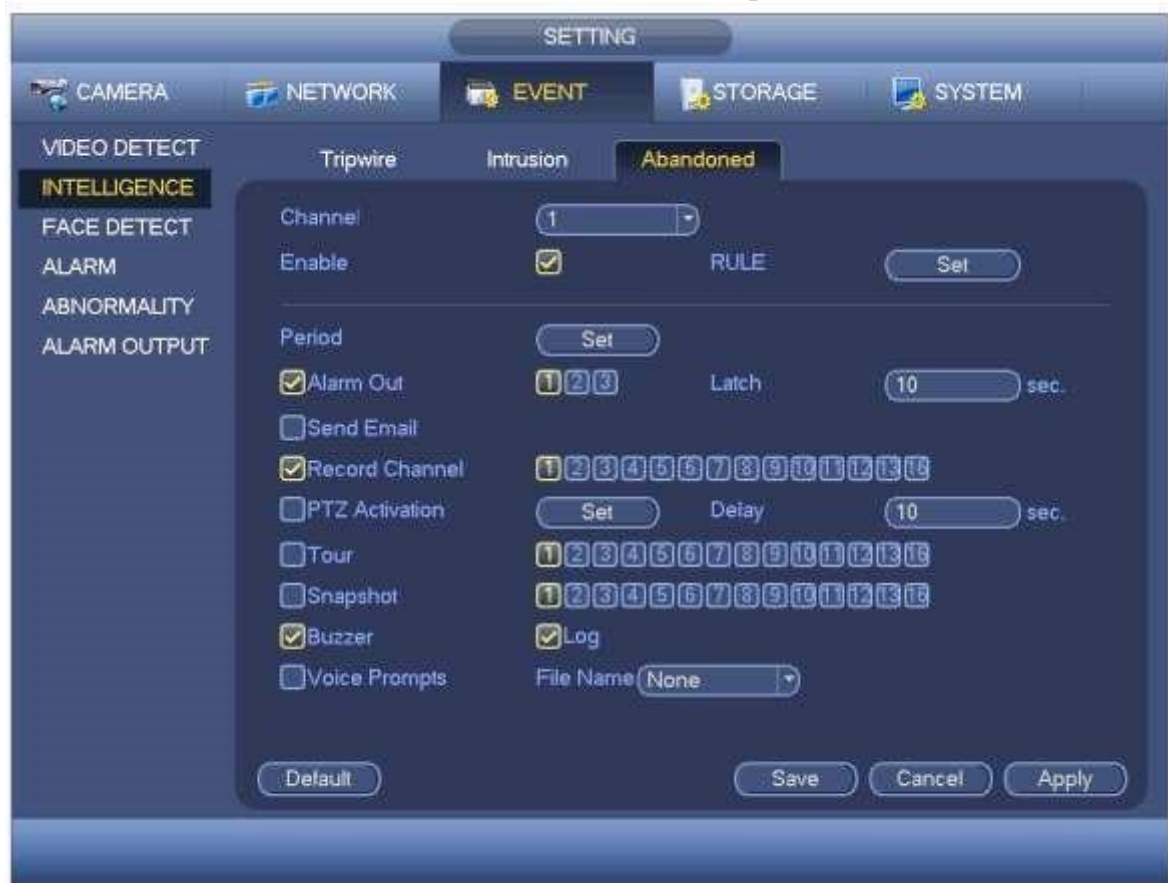 SETTING
CAMERA NETWORK EVENT STORAGE SYSTEM
VIDEO DETECT
INTELLIGENCE
FACE DETECT
ALARM
ABNORMALITY
ALARM OUTPUT
Tripwire Intrusion Abandoned
Channel 1
Enable RULE Set
Period Set
Alarm Out 1 2 3 Latch 10 sec.
Send Email
Record Channel 1 2 3 4 5 6 7 8 9 10 11 12 13 16
PTZ Activation Set Delay 10 sec.
Tour 1 2 3 4 5 6 7 8 9 10 11 12 13 16
Snapshot 1 2 3 4 5 6 7 8 9 10 11 12 13 16
Buzzer Log
Voice Prompts File Name None
Default Save Cancel Apply